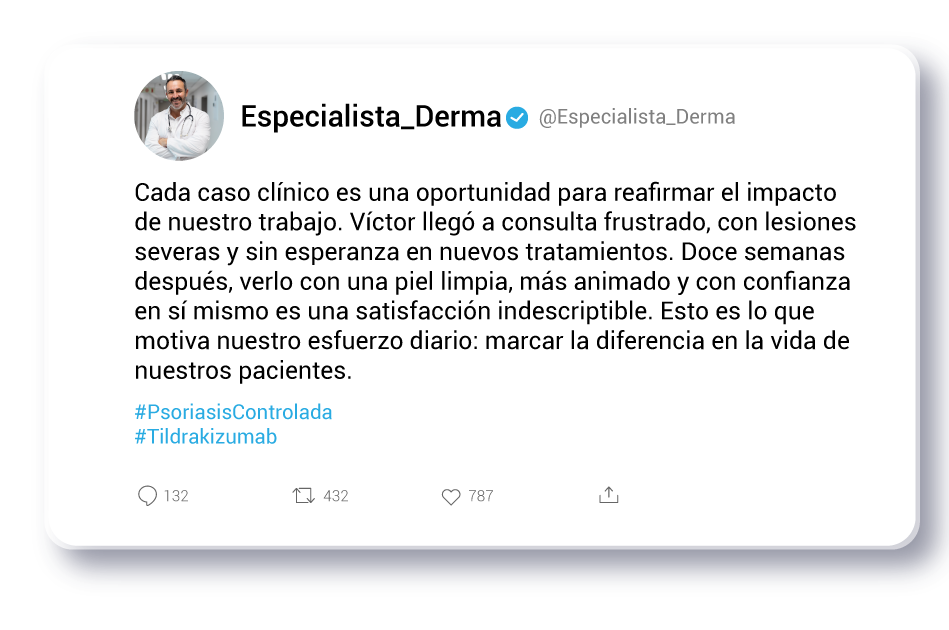 Especialista_Derma @Especialista_Derma
Cada caso clínico es una oportunidad para reafirmar el impacto
de nuestro trabajo. Víctor llegó a consulta frustrado, con lesiones
severas y sin esperanza en nuevos tratamientos. Doce semanas
después, verlo con una piel limpia, más animado y con confianza
en sí mismo es una satisfacción indescriptible. Esto es lo que
motiva nuestro esfuerzo diario: marcar la diferencia en la vida de
nuestros pacientes.
#PsoriasisControlada
#Tildrakizumab
132 432 787